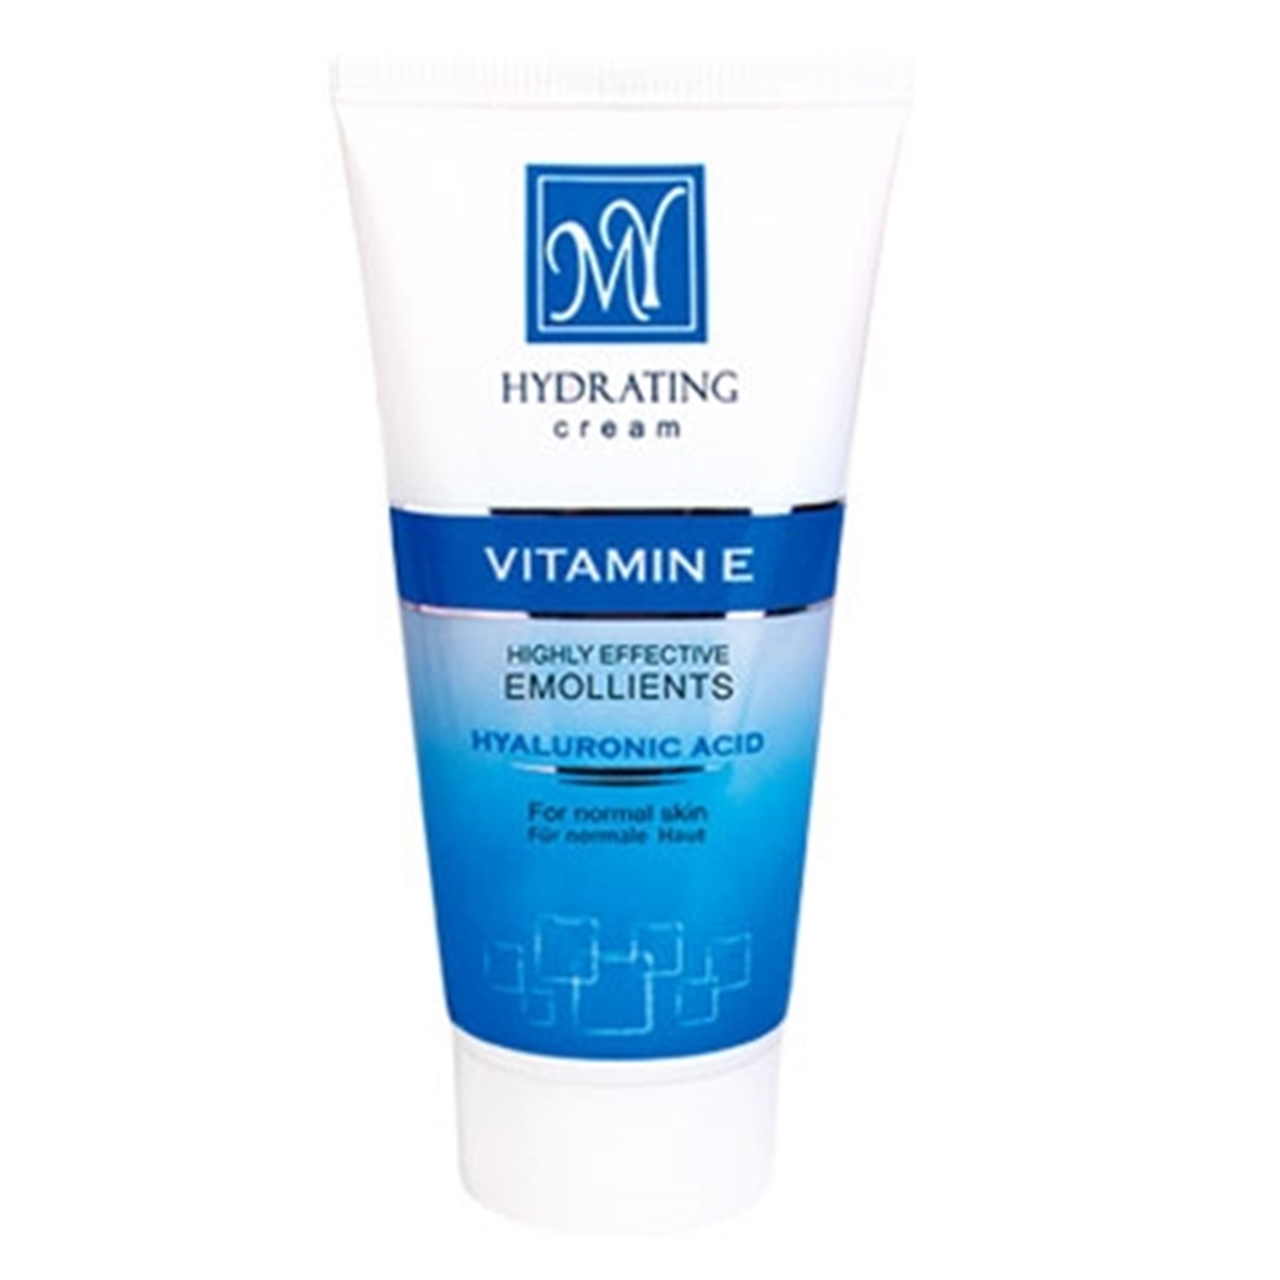 MY
HYDRATING
cream
VITAMIN E
HIGHLY EFFECTIVE
EMOLLIENTS
HYALURONIC ACID
For normal skin
Für normale Haut